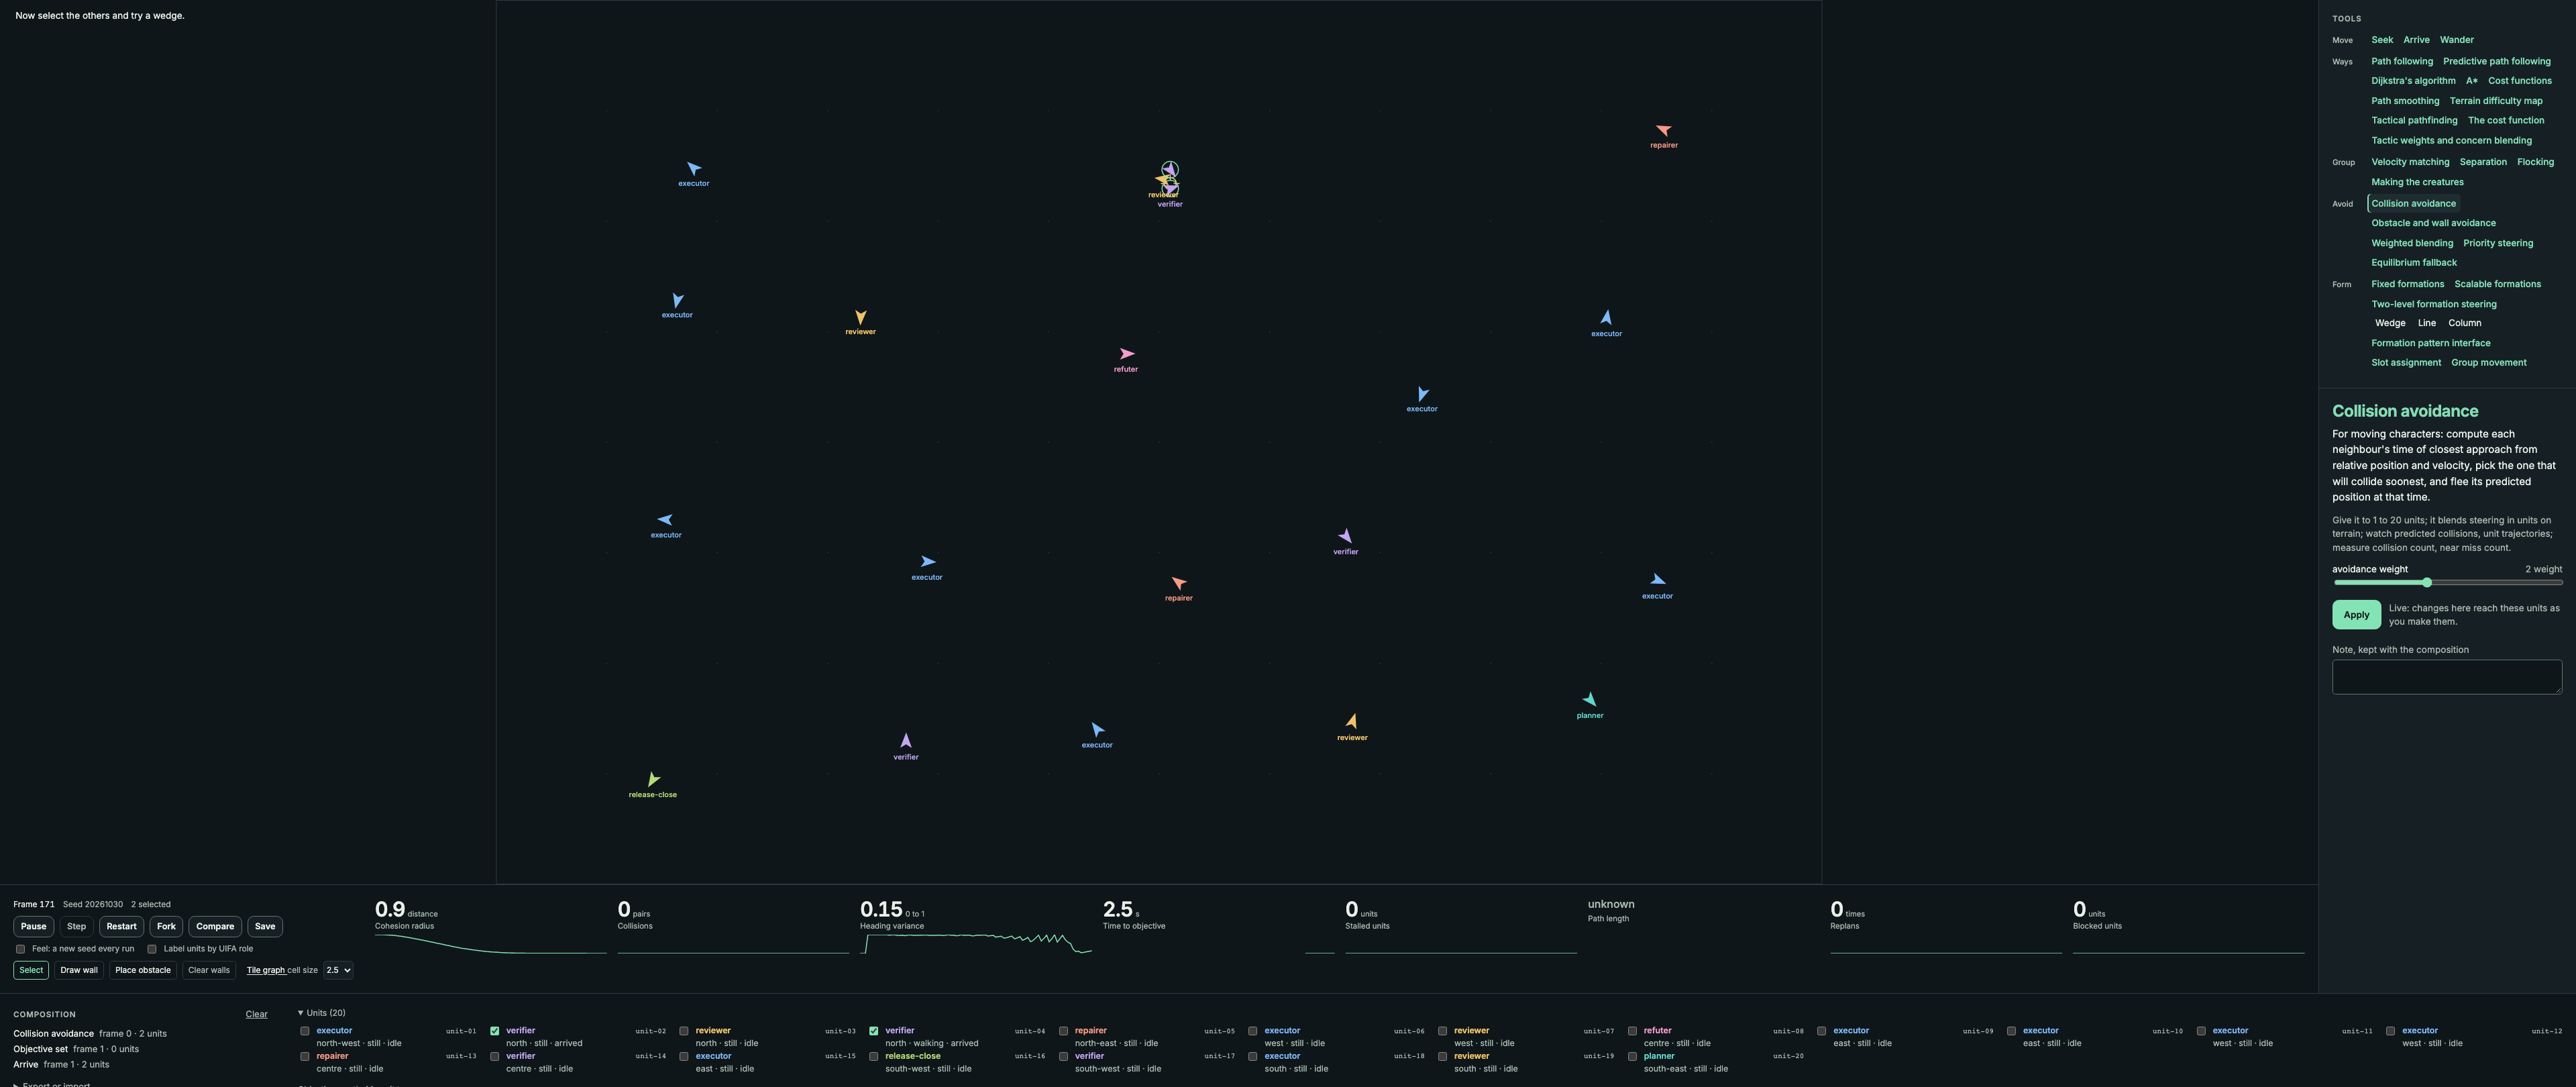 Now select the others and try a wedge.
executor
repairer
reviewer
verifier
executor
reviewer
executor
refuter
executor
executor
verifier
executor
repairer
executor
planner
executor
reviewer
verifier
release-close
TOOLS
Move Seek Arrive Wander
Ways Path following Predictive path following
Dijkstra's algorithm A* Cost functions
Path smoothing Terrain difficulty map
Tactical pathfinding The cost function
Tactic weights and concern blending
Group Velocity matching Separation Flocking
Making the creatures
Avoid Collision avoidance
Obstacle and wall avoidance
Weighted blending Priority steering
Equilibrium fallback
Form Fixed formations Scalable formations
Two-level formation steering
Wedge Line Column
Formation pattern interface
Slot assignment Group movement
Collision avoidance
For moving characters: compute each
neighbour's time of closest approach from
relative position and velocity, pick the one that
will collide soonest, and flee its predicted
position at that time.
Give it to 1 to 20 units; it blends steering in units on
terrain; watch predicted collisions, unit trajectories;
measure collision count, near miss count.
avoidance weight 2 weight
Apply Live: changes here reach these units as
you make them.
Note, kept with the composition
Frame 171 Seed 20261030 2 selected
Pause Step Restart Fork Compare Save
Feel: a new seed every run Label units by UIFA role
Select Draw wall Place obstacle Clear walls Tile graph cell size 2.5
0.9 distance
Cohesion radius
0 pairs
Collisions
0.15 0 to 1
Heading variance
2.5 s
Time to objective
0 units
Stalled units
unknown
Path length
0 times
Replans
0 units
Blocked units
COMPOSITION Clear
Collision avoidance frame 0 · 2 units
Objective set frame 1 · 0 units
Arrive frame 1 · 2 units
Export or import
Units (20)
executor unit-01
north-west · still · idle
verifier unit-02
north · still · arrived
reviewer unit-03
north · still · idle
verifier unit-04
north · walking · arrived
repairer unit-05
north-east · still · idle
executor unit-06
west · still · idle
reviewer unit-07
west · still · idle
refuter unit-08
centre · still · idle
executor unit-09
east · still · idle
executor unit-10
east · still · idle
executor unit-11
west · still · idle
executor unit-12
west · still · idle
repairer unit-13
centre · still · idle
verifier unit-14
centre · still · idle
executor unit-15
east · still · idle
release-close unit-16
south-west · still · idle
verifier unit-17
south-west · still · idle
executor unit-18
south · still · idle
reviewer unit-19
south · still · idle
planner unit-20
south-east · still · idle